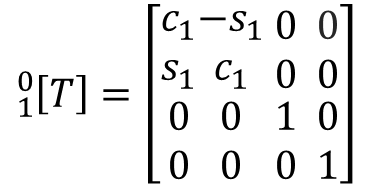 ⁰₁[T] =
c₁ −s₁ 0 0
s₁ c₁ 0 0
0 0 1 0
0 0 0 1